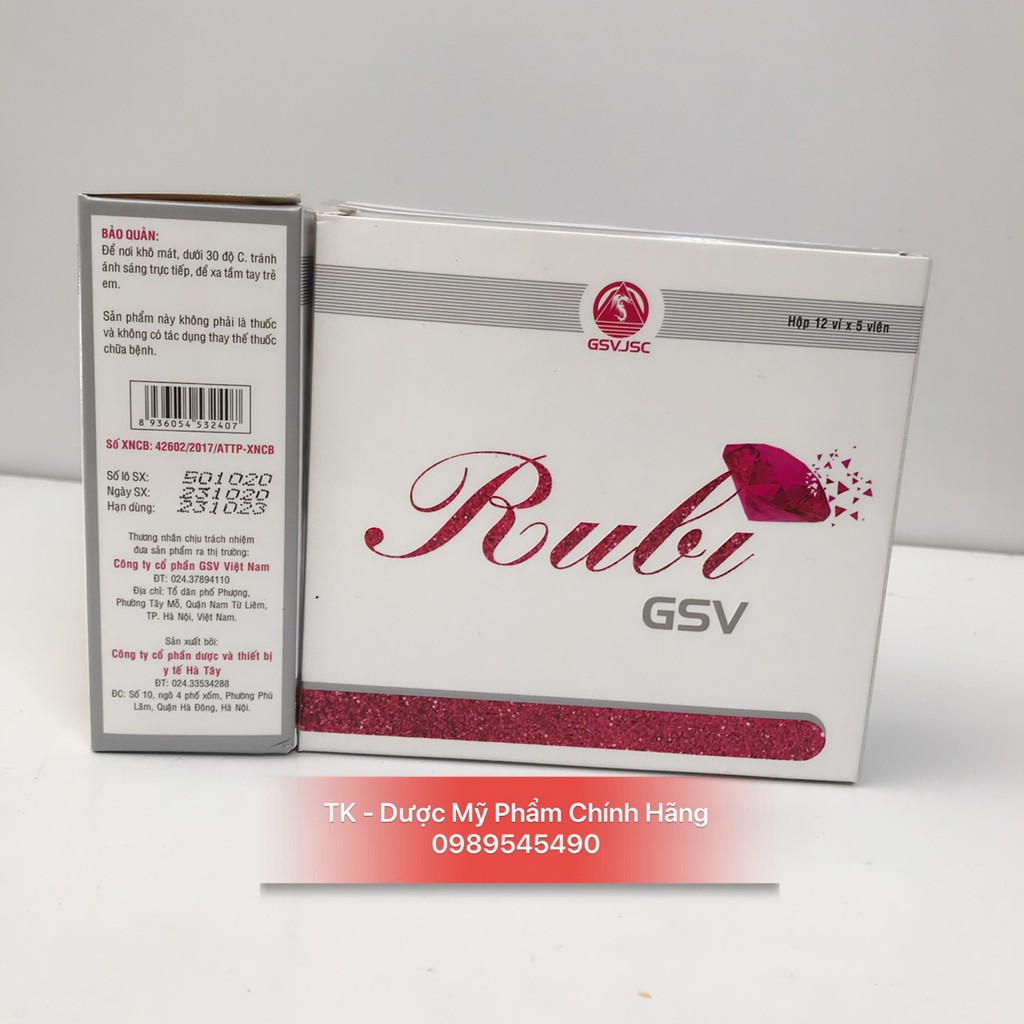 BẢO QUẢN:
Để nơi khô mát, dưới 30 độ C. tránh
ánh sáng trực tiếp, để xa tầm tay trẻ
em.
Sản phẩm này không phải là thuốc
và không có tác dụng thay thế thuốc
chữa bệnh.
8 936054 532407
Số XNCB: 42602/2017/ATTP-XNCB
Số lô SX: 501020
Ngày SX: 231020
Hạn dùng: 231023
Thương nhân chịu trách nhiệm
đưa sản phẩm ra thị trường:
Công ty cổ phần GSV Việt Nam
ĐT: 024.37894110
Địa chỉ: Tổ dân phố Phượng,
Phường Tây Mỗ, Quận Nam Từ Liêm,
TP. Hà Nội, Việt Nam.
Sản xuất bởi:
Công ty cổ phần dược và thiết bị
y tế Hà Tây
ĐT: 024.33534288
ĐC: Số 10, ngõ 4 phố xốm, Phường Phú
Lãm, Quận Hà Đông, Hà Nội.
GSVJSC
Hộp 12 vỉ x 5 viên
Rubi
GSV
TK - Dược Mỹ Phẩm Chính Hãng
0989545490